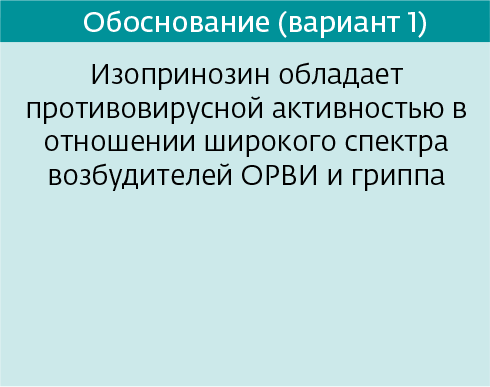 Обоснование (вариант 1)
Изопринозин обладает
противовирусной активностью в
отношении широкого спектра
возбудителей ОРВИ и гриппа